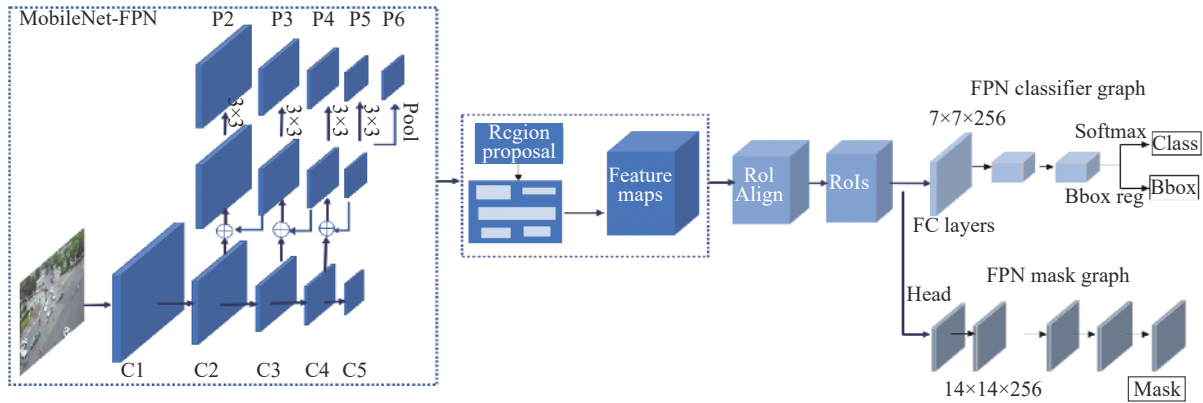 MobileNet-FPN
P2 P3 P4 P5 P6
3×3 3×3 3×3 3×3 Pool
C1 C2 C3 C4 C5
Region
proposal
Feature
maps
RoI
Align
RoIs
FPN classifier graph
7×7×256
Softmax
Class
Bbox
Bbox reg
FC layers
FPN mask graph
Head
14×14×256
Mask